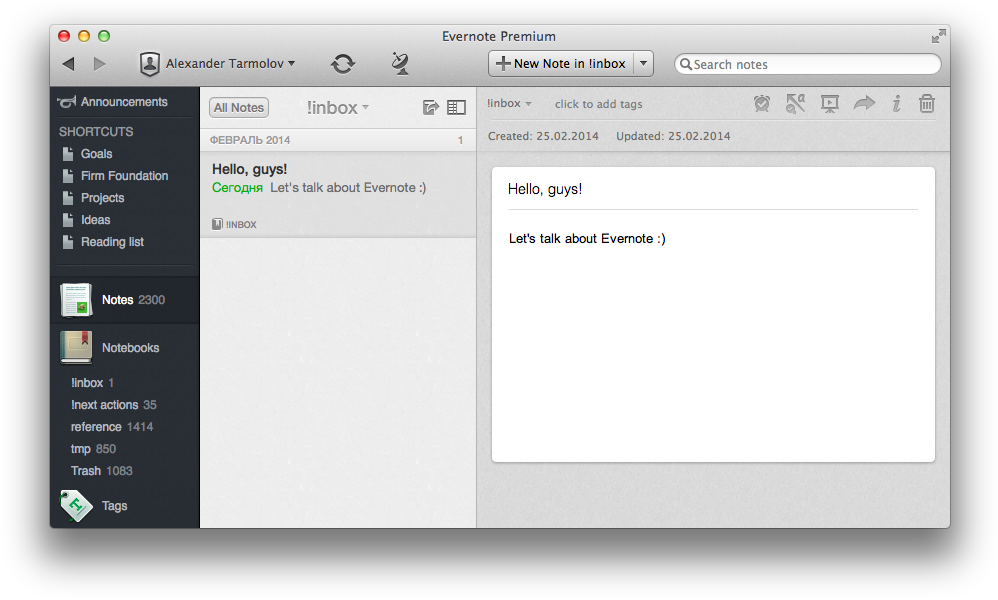 Evernote Premium
Alexander Tarmolov
New Note in !inbox
Search notes
Announcements
SHORTCUTS
Goals
Firm Foundation
Projects
Ideas
Reading list
Notes 2300
Notebooks
!inbox 1
!next actions 35
reference 1414
tmp 850
Trash 1083
Tags
All Notes
!inbox
ФЕВРАЛЬ 2014 1
Hello, guys!
Сегодня Let's talk about Evernote :)
!INBOX
!inbox click to add tags
Created: 25.02.2014 Updated: 25.02.2014
Hello, guys!
Let's talk about Evernote :)